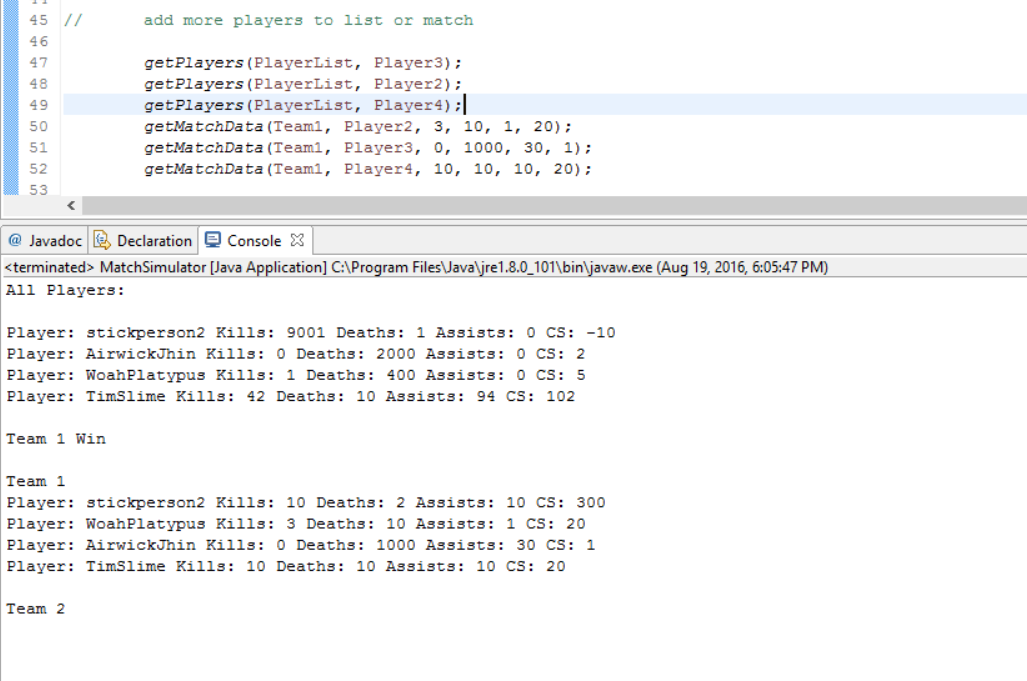 44
45 // add more players to list or match
46
47 getPlayers(PlayerList, Player3);
48 getPlayers(PlayerList, Player2);
49 getPlayers(PlayerList, Player4);
50 getMatchData(Team1, Player2, 3, 10, 1, 20);
51 getMatchData(Team1, Player3, 0, 1000, 30, 1);
52 getMatchData(Team1, Player4, 10, 10, 10, 20);
53
@ Javadoc Declaration Console
<terminated> MatchSimulator [Java Application] C:\Program Files\Java\jre1.8.0_101\bin\javaw.exe (Aug 19, 2016, 6:05:47 PM)
All Players:
Player: stickperson2 Kills: 9001 Deaths: 1 Assists: 0 CS: -10
Player: AirwickJhin Kills: 0 Deaths: 2000 Assists: 0 CS: 2
Player: WoahPlatypus Kills: 1 Deaths: 400 Assists: 0 CS: 5
Player: TimSlime Kills: 42 Deaths: 10 Assists: 94 CS: 102
Team 1 Win
Team 1
Player: stickperson2 Kills: 10 Deaths: 2 Assists: 10 CS: 300
Player: WoahPlatypus Kills: 3 Deaths: 10 Assists: 1 CS: 20
Player: AirwickJhin Kills: 0 Deaths: 1000 Assists: 30 CS: 1
Player: TimSlime Kills: 10 Deaths: 10 Assists: 10 CS: 20
Team 2